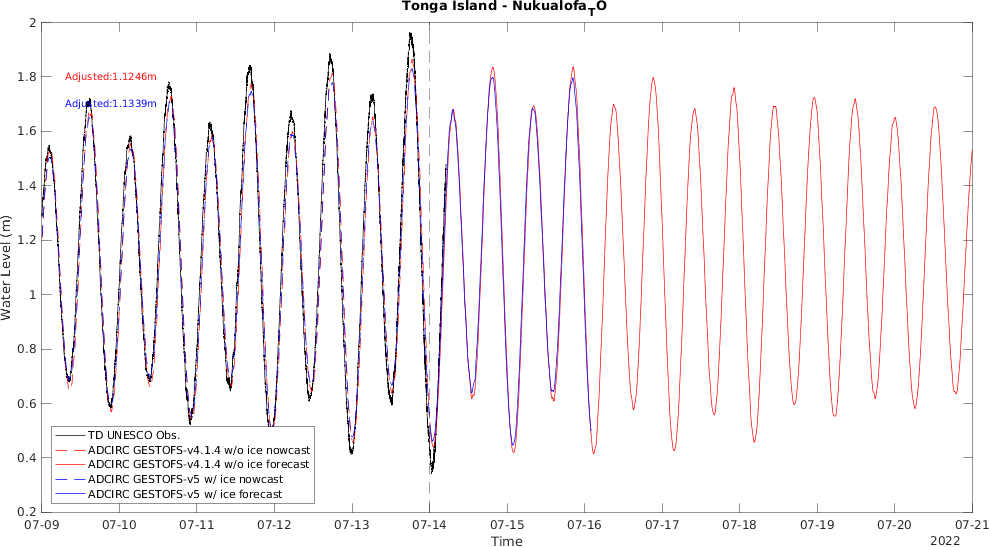 Tonga Island - Nukualofa_TO
Water Level (m)
2
1.8
1.6
1.4
1.2
1
0.8
0.6
0.4
0.2
Adjusted:1.1246m
Adjusted:1.1339m
TD UNESCO Obs.
ADCIRC GESTOFS-v4.1.4 w/o ice nowcast
ADCIRC GESTOFS-v4.1.4 w/o ice forecast
ADCIRC GESTOFS-v5 w/ ice nowcast
ADCIRC GESTOFS-v5 w/ ice forecast
07-09 07-10 07-11 07-12 07-13 07-14 07-15 07-16 07-17 07-18 07-19 07-20 07-21
Time
2022